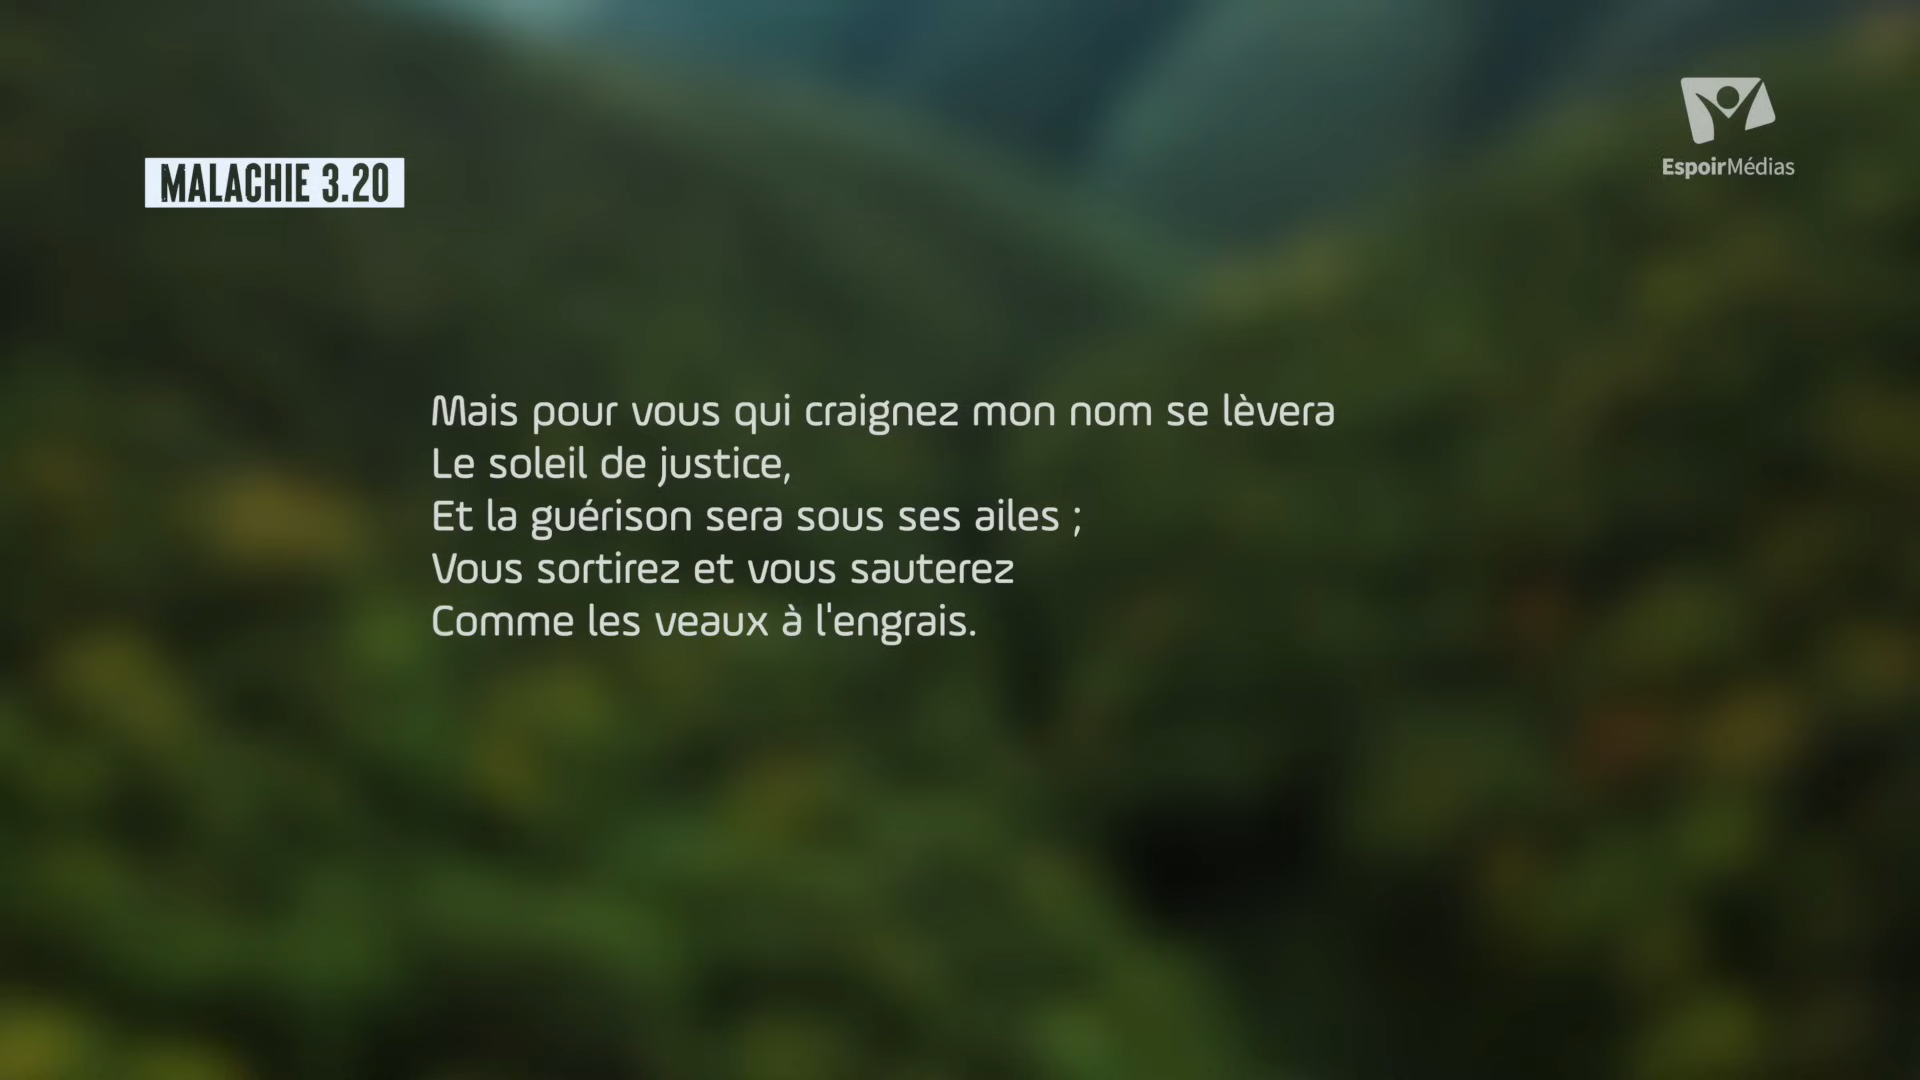 MALACHIE 3.20
EspoirMédias
Mais pour vous qui craignez mon nom se lèvera
Le soleil de justice,
Et la guérison sera sous ses ailes ;
Vous sortirez et vous sauterez
Comme les veaux à l'engrais.